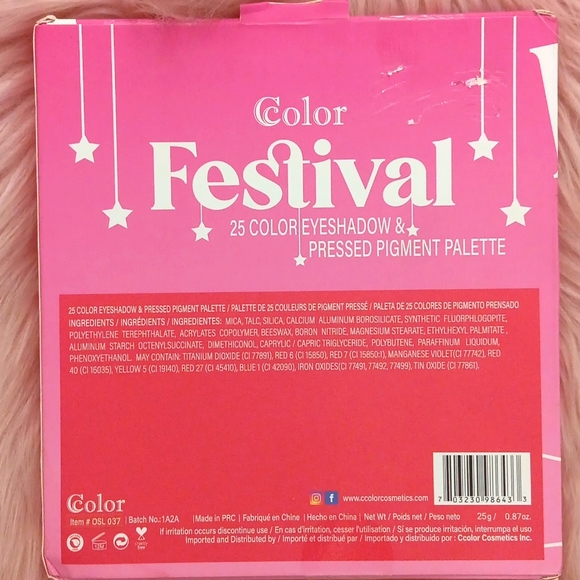 Ccolor
Festival
25 COLOR EYESHADOW &
PRESSED PIGMENT PALETTE
25 COLOR EYESHADOW & PRESSED PIGMENT PALETTE / PALETTE DE 25 COULEURS DE PIGMENT PRESSÉ / PALETA DE 25 COLORES DE PIGMENTO PRENSADO
INGREDIENTS / INGRÉDIENTS / INGREDIENTES: MICA, TALC, SILICA, CALCIUM ALUMINUM BOROSILICATE, SYNTHETIC FLUORPHLOGOPITE,
POLYETHYLENE TEREPHTHALATE, ACRYLATES COPOLYMER, BEESWAX, BORON NITRIDE, MAGNESIUM STEARATE, ETHYLHEXYL PALMITATE,
ALUMINUM STARCH OCTENYLSUCCINATE, DIMETHICONOL, CAPRYLIC / CAPRIC TRIGLYCERIDE, POLYBUTENE, PARAFFINUM LIQUIDUM,
PHENOXYETHANOL. MAY CONTAIN: TITANIUM DIOXIDE (CI 77891), RED 6 (CI 15850), RED 7 (CI 15850:1), MANGANESE VIOLET(CI 77742), RED
40 (CI 16035), YELLOW 5 (CI 19140), RED 27 (CI 45410), BLUE 1 (CI 42090), IRON OXIDES(CI 77491, 77492, 77499), TIN OXIDE (CI 77861).
www.ccolorcosmetics.com
7 03230 98643 3
Ccolor
Item # OSL 037 | Batch No.:1A2A |Made in PRC | Fabriqué en Chine | Hecho en China | Net Wt / Poids net / Peso neto 25g / 0.87oz.
If irritation occurs discontinue use / En cas d'irritation, cesser l'utilisation / Si se produce irritación, interrumpa el uso
Imported and Distributed by / Importé et distribué par / Importado y distribuido por : Ccolor Cosmetics Inc.
12M